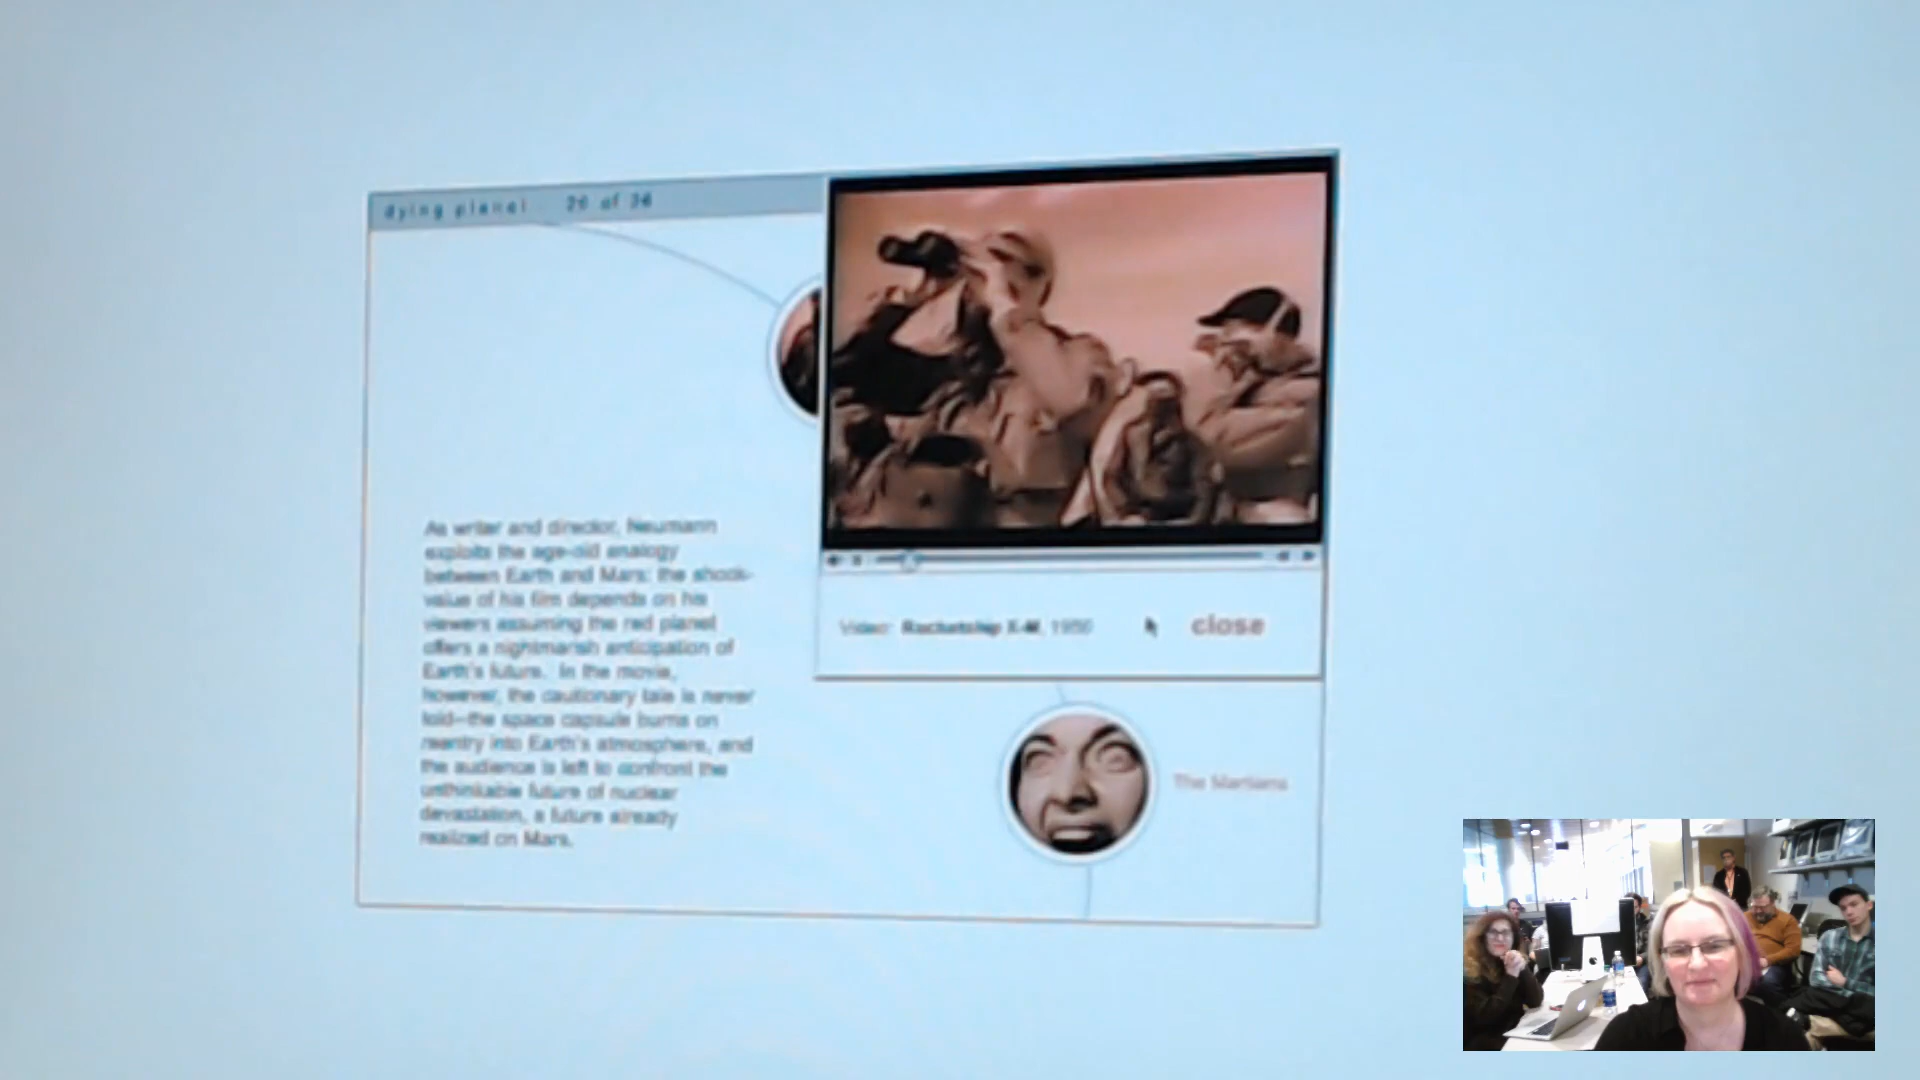 dying planet 26 of 36
As writer and director, Neumann
exploits the age-old analogy
between Earth and Mars: the shock-
value of his film depends on his
viewers assuming the red planet
offers a nightmarish anticipation of
Earth's future. In the movie,
however, the cautionary tale is never
told—the space capsule burns on
reentry into Earth's atmosphere, and
the audience is left to confront the
unthinkable future of nuclear
devastation, a future already
realized on Mars.
Video: Rocketship X-M, 1950
close
The Martians